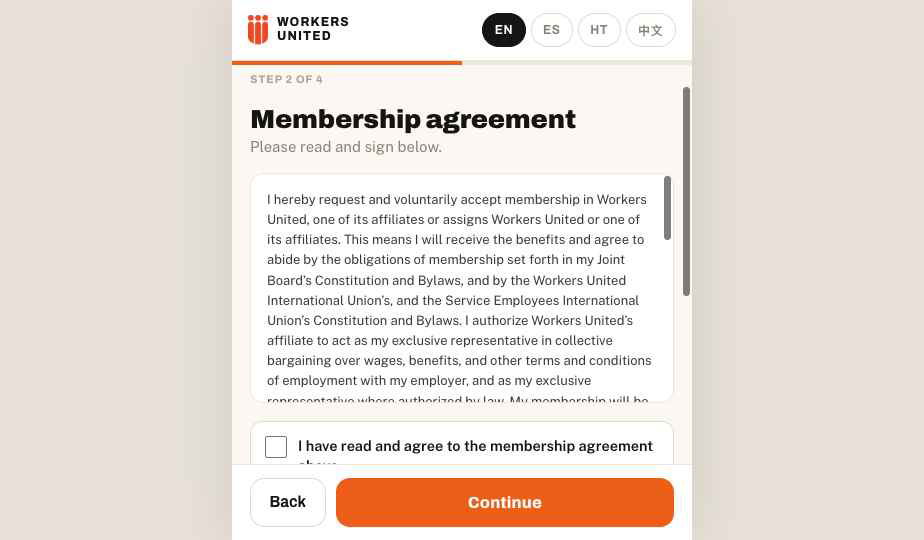 WORKERS
UNITED
EN
ES
HT
中文
STEP 2 OF 4
Membership agreement
Please read and sign below.
I hereby request and voluntarily accept membership in Workers
United, one of its affiliates or assigns Workers United or one of
its affiliates. This means I will receive the benefits and agree to
abide by the obligations of membership set forth in my Joint
Board's Constitution and Bylaws, and by the Workers United
International Union's, and the Service Employees International
Union's Constitution and Bylaws. I authorize Workers United's
affiliate to act as my exclusive representative in collective
bargaining over wages, benefits, and other terms and conditions
of employment with my employer, and as my exclusive
representative where authorized by law. My membership will be
I have read and agree to the membership agreement
above
Back
Continue